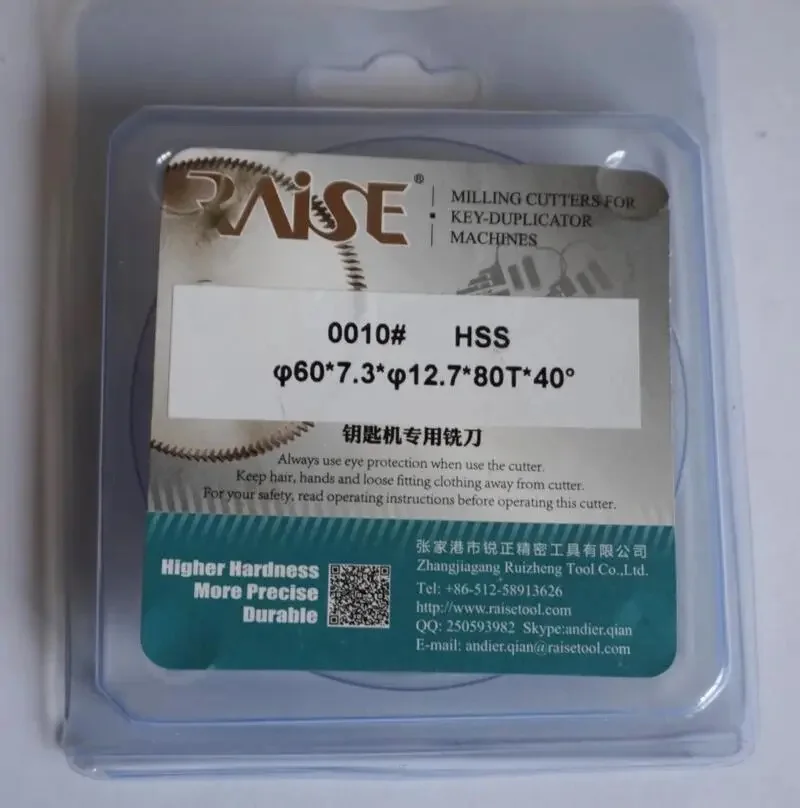 RAiSE®
MILLING CUTTERS FOR
KEY-DUPLICATOR
MACHINES
0010# HSS
φ60*7.3*φ12.7*80T*40°
钥匙机专用铣刀
Always use eye protection when use the cutter.
Keep hair, hands and loose fitting clothing away from cutter.
For your safety, read operating instructions before operating this cutter.
Higher Hardness
More Precise
Durable
张家港市锐正精密工具有限公司
Zhangjiagang Ruizheng Tool Co.,Ltd.
Tel: +86-512-58913626
http://www.raisetool.com
QQ: 250593982 Skype:andier.qian
E-mail: andier.qian@raisetool.com